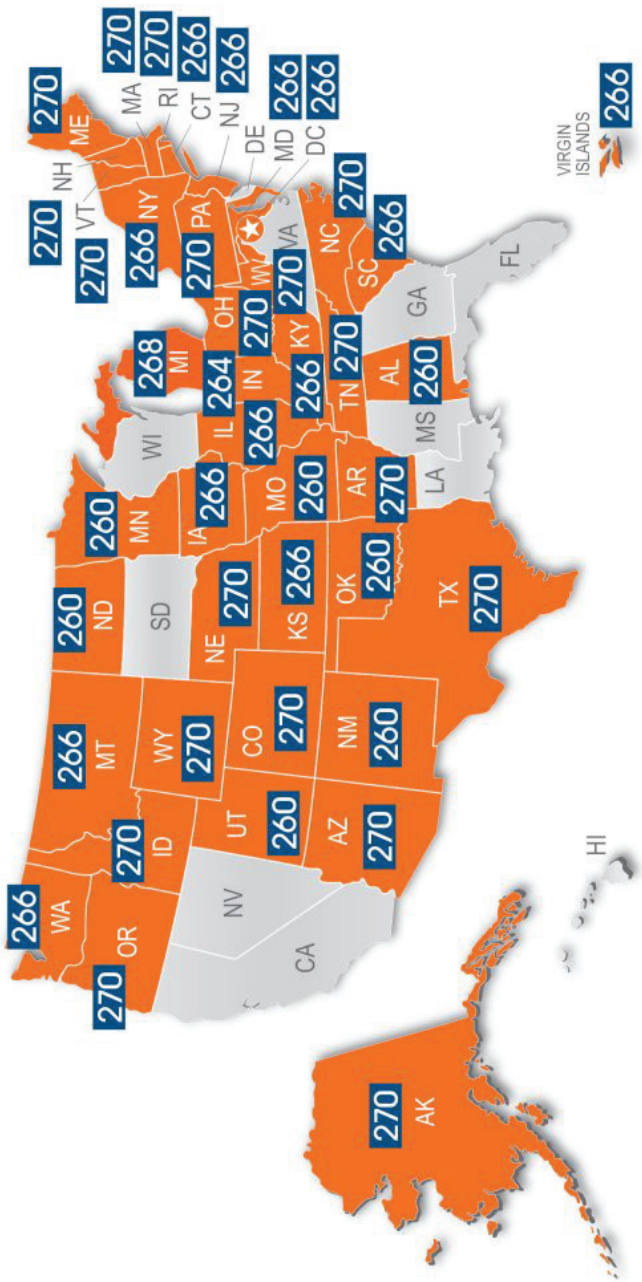 266
WA
OR
270
270
ID
266
MT
WY
270
NV
CA
UT
260
CO
270
AZ
270
NM
260
260
ND
SD
NE
270
KS
266
OK
260
TX
270
260
MN
IA
266
MO
260
AR
270
LA
WI
IL
266
268
MI
264
IN
OH
270
KY
266
TN
270
MS
AL
260
GA
FL
SC
266
NC
270
VA
WV
270
PA
270
NY
266
VT
270
NH
270
ME
270
MA
270
RI
270
CT
266
NJ
266
DE
MD
266
DC
266
AK
270
HI
VIRGIN
ISLANDS
266